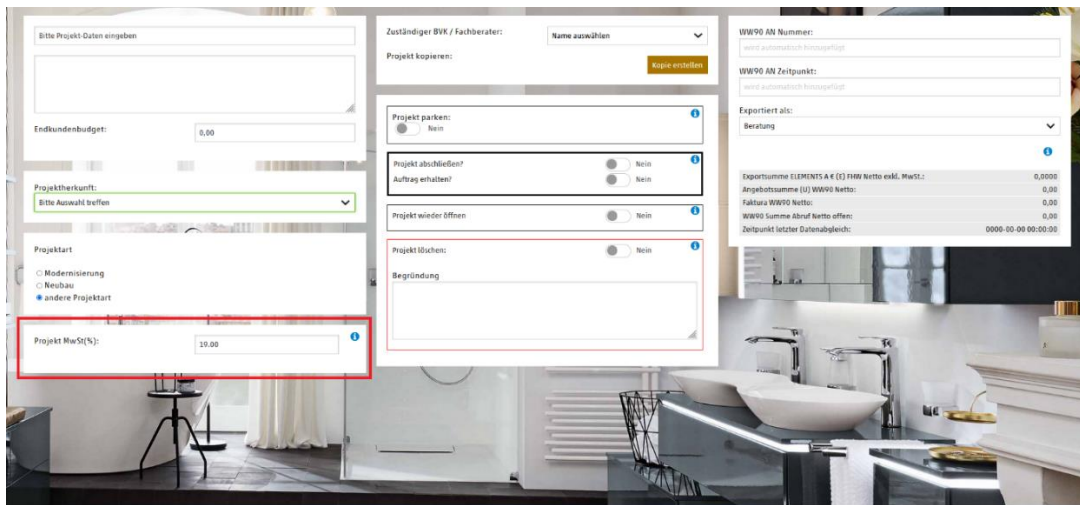 Bitte Projekt-Daten eingeben
Endkundenbudget:
0,00
Projektherkunft:
Bitte Auswahl treffen
Projektart
Modernisierung
Neubau
andere Projektart
Projekt MwSt(%):
19.00
Zuständiger BVK / Fachberater:
Name auswählen
Projekt kopieren:
Kopie erstellen
Projekt parken:
Nein
Projekt abschließen?
Nein
Auftrag erhalten?
Nein
Projekt wieder öffnen
Nein
Projekt löschen:
Nein
Begründung
WW90 AN Nummer:
wird automatisch hinzugefügt
WW90 AN Zeitpunkt:
wird automatisch hinzugefügt
Exportiert als:
Beratung
Exportsumme ELEMENTS A € (E) FHW Netto exkl. MwSt.: 0,0000
Angebotssumme (U) WW90 Netto: 0,00
Faktura WW90 Netto: 0,00
WW90 Summe Abruf Netto offen: 0,00
Zeitpunkt letzter Datenabgleich: 0000-00-00 00:00:00